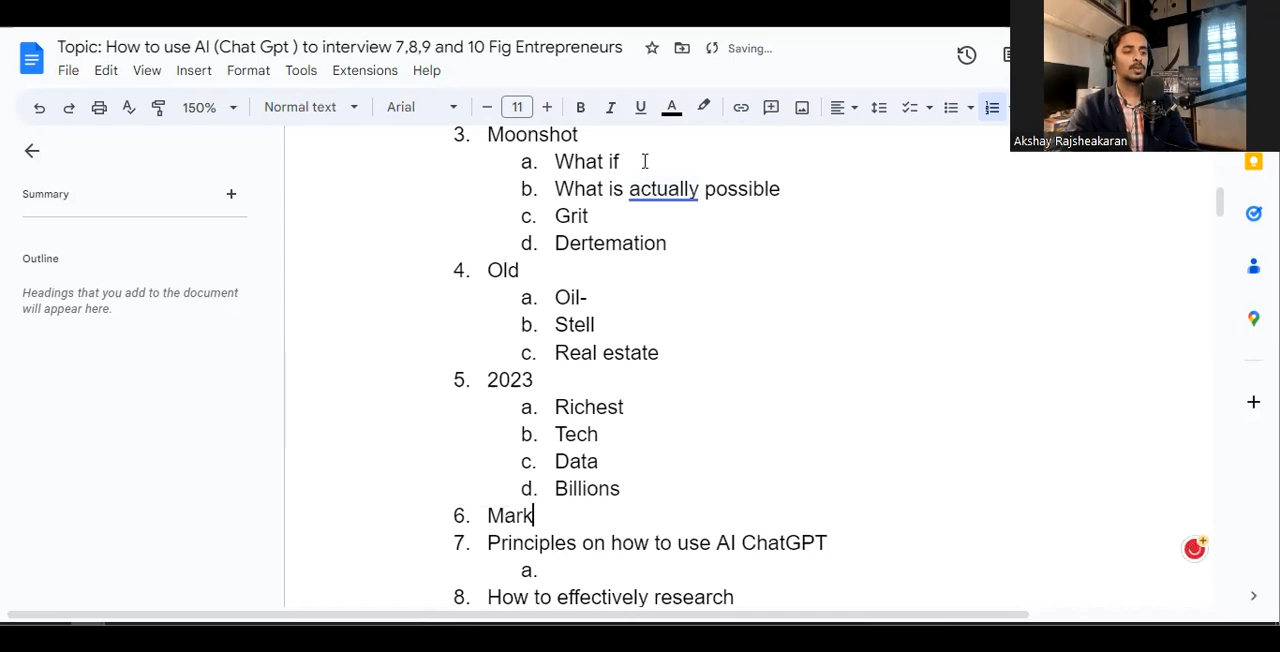 Topic: How to use AI (Chat Gpt ) to interview 7,8,9 and 10 Fig Entrepreneurs
Saving...
File Edit View Insert Format Tools Extensions Help
150% Normal text Arial 11 B I U A
Akshay Rajsheakaran
Summary
Outline
Headings that you add to the document
will appear here.
3. Moonshot
a. What if
b. What is actually possible
c. Grit
d. Dertemation
4. Old
a. Oil-
b. Stell
c. Real estate
5. 2023
a. Richest
b. Tech
c. Data
d. Billions
6. Mark
7. Principles on how to use AI ChatGPT
a.
8. How to effectively research